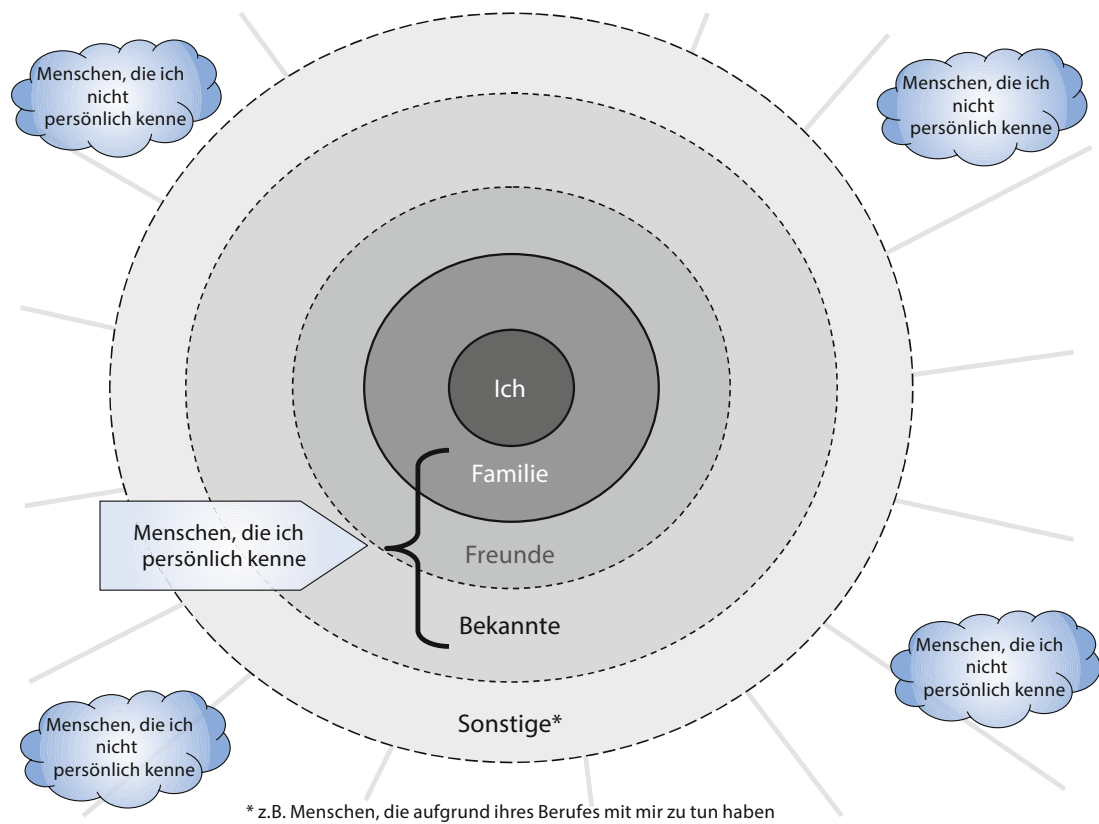 Menschen, die ich
nicht
persönlich kenne
Menschen, die ich
nicht
persönlich kenne
Ich
Familie
Menschen, die ich
persönlich kenne
Freunde
Bekannte
Menschen, die ich
nicht
persönlich kenne
Menschen, die ich
nicht
persönlich kenne
Sonstige*
* z.B. Menschen, die aufgrund ihres Berufes mit mir zu tun haben